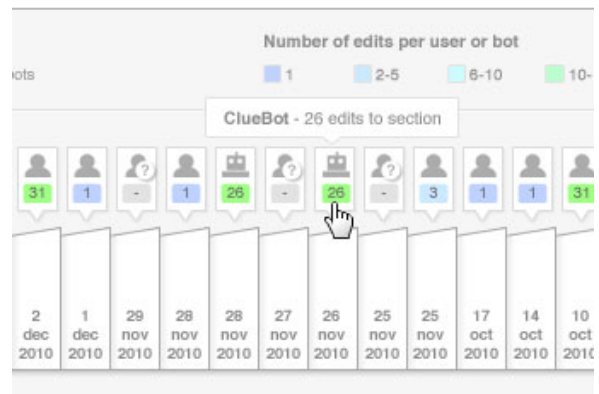 Number of edits per user or bot
ots 1 2-5 6-10 10-
ClueBot - 26 edits to section
31 1 ? - 1 26 ? - 26 ? - 3 1 1 31
2 1 29 28 28 27 26 25 25 17 14 10
dec dec nov nov nov nov nov nov nov oct oct oct
2010 2010 2010 2010 2010 2010 2010 2010 2010 2010 2010 2010